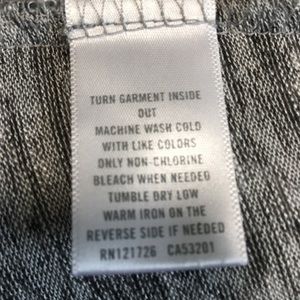 TURN GARMENT INSIDE
OUT
MACHINE WASH COLD
WITH LIKE COLORS
ONLY NON-CHLORINE
BLEACH WHEN NEEDED
TUMBLE DRY LOW
WARM IRON ON THE
REVERSE SIDE IF NEEDED
RN121726 CA53201